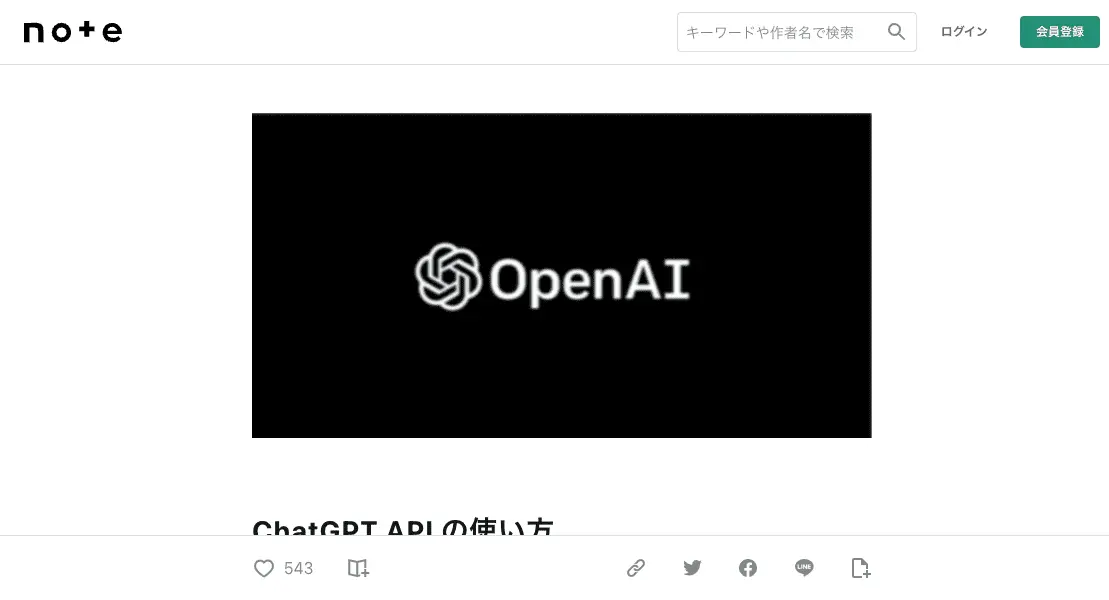 note
キーワードや作者名で検索
ログイン
会員登録
OpenAI
ChatGPT APIの使い方
543
LINE